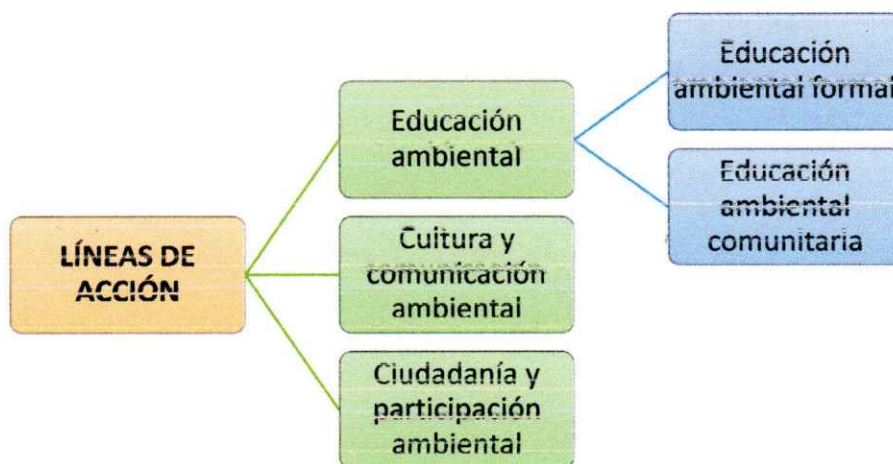 LÍNEAS DE
ACCIÓN
Educación
ambiental
Cultura y
comunicación
ambiental
Ciudadanía y
participación
ambiental
Educación
ambiental formal
Educación
ambiental
comunitaria